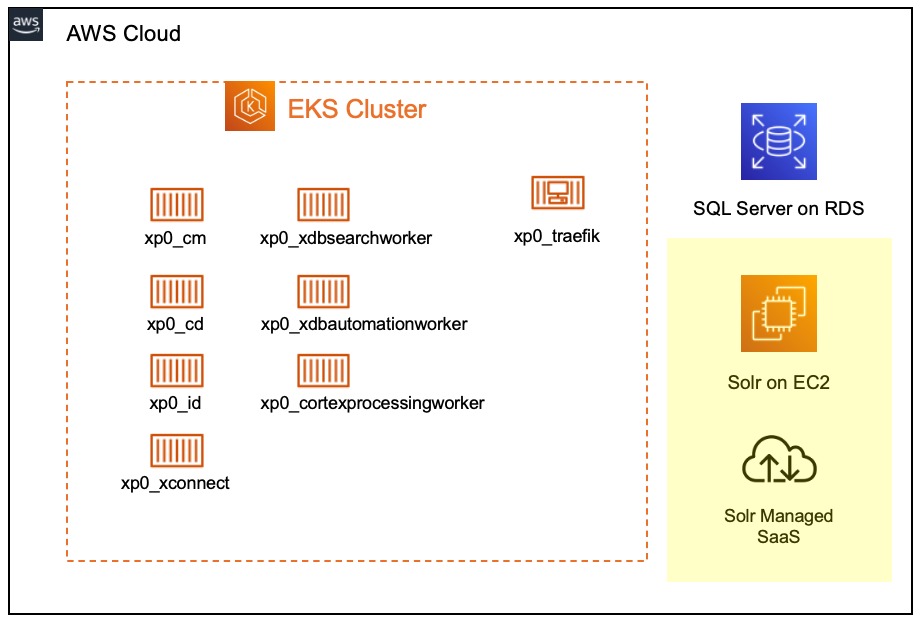 aws
AWS Cloud
EKS Cluster
xp0_cm
xp0_xdbsearchworker
xp0_traefik
xp0_cd
xp0_xdbautomationworker
xp0_id
xp0_cortexprocessingworker
xp0_xconnect
SQL Server on RDS
Solr on EC2
Solr Managed
SaaS